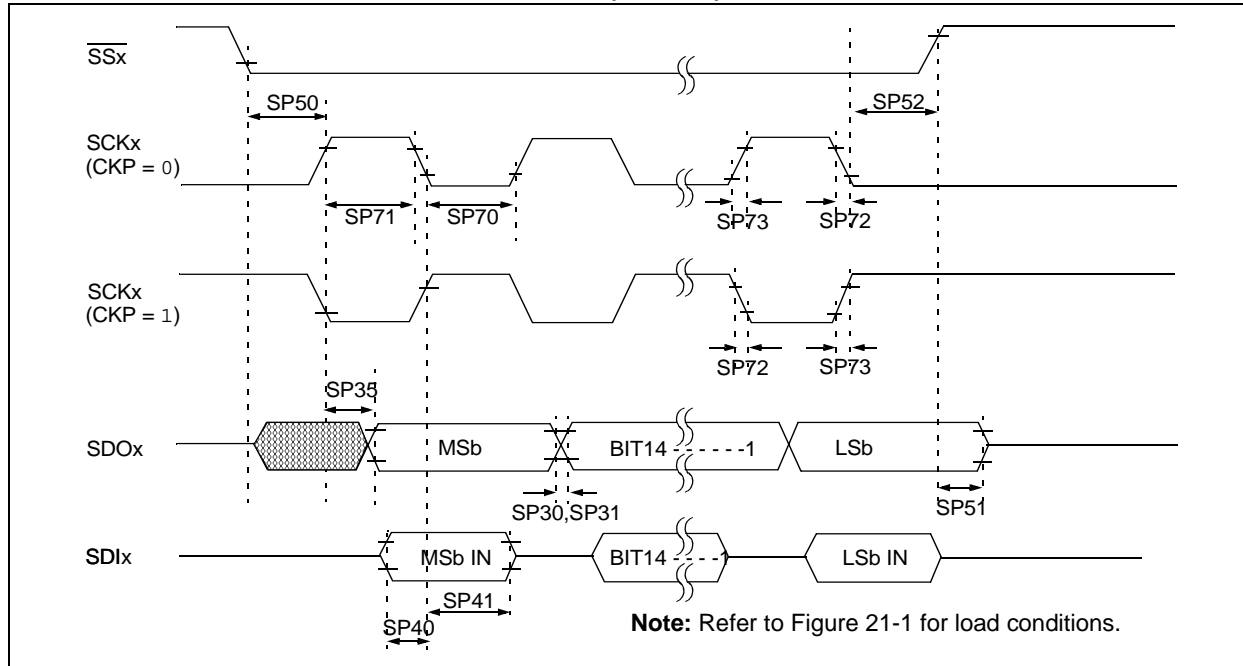 SSx
SP50
SP52
SCKx
(CKP = 0)
SP71
SP70
SP73
SP72
SCKx
(CKP = 1)
SP72
SP73
SP35
SDOx
MSb
BIT14 - - - - - -1
LSb
SP30,SP31
SP51
SDIx
MSb IN
BIT14 - - - - -1
LSb IN
SP41
SP40
Note: Refer to Figure 21-1 for load conditions.